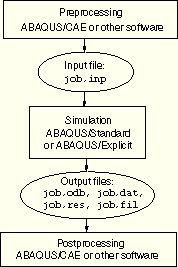 Preprocessing
ABAQUS/CAE or other software
Input file:
job.inp
Simulation
ABAQUS/Standard
or ABAQUS/Explicit
Output files:
job.odb, job.dat,
job.res, job.fil
Postprocessing
ABAQUS/CAE or other software